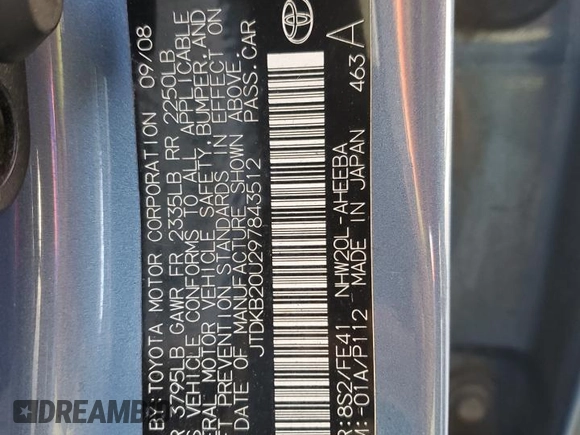 BY TOYOTA MOTOR CORPORATION 09/08
3795LB GAWR FR 2335LB RR 2250LB
VEHICLE CONFORMS TO ALL APPLICABLE
MOTOR VEHICLE SAFETY, BUMPER, AND
PREVENTION STANDARDS IN EFFECT ON
DATE OF MANUFACTURE SHOWN ABOVE.
JTDKB20U297843512 PASS. CAR
R:8S2/FE41 NHW20L-AHEEBA 463 A
M:-01A/P112 MADE IN JAPAN
© AUTOBIDCAR